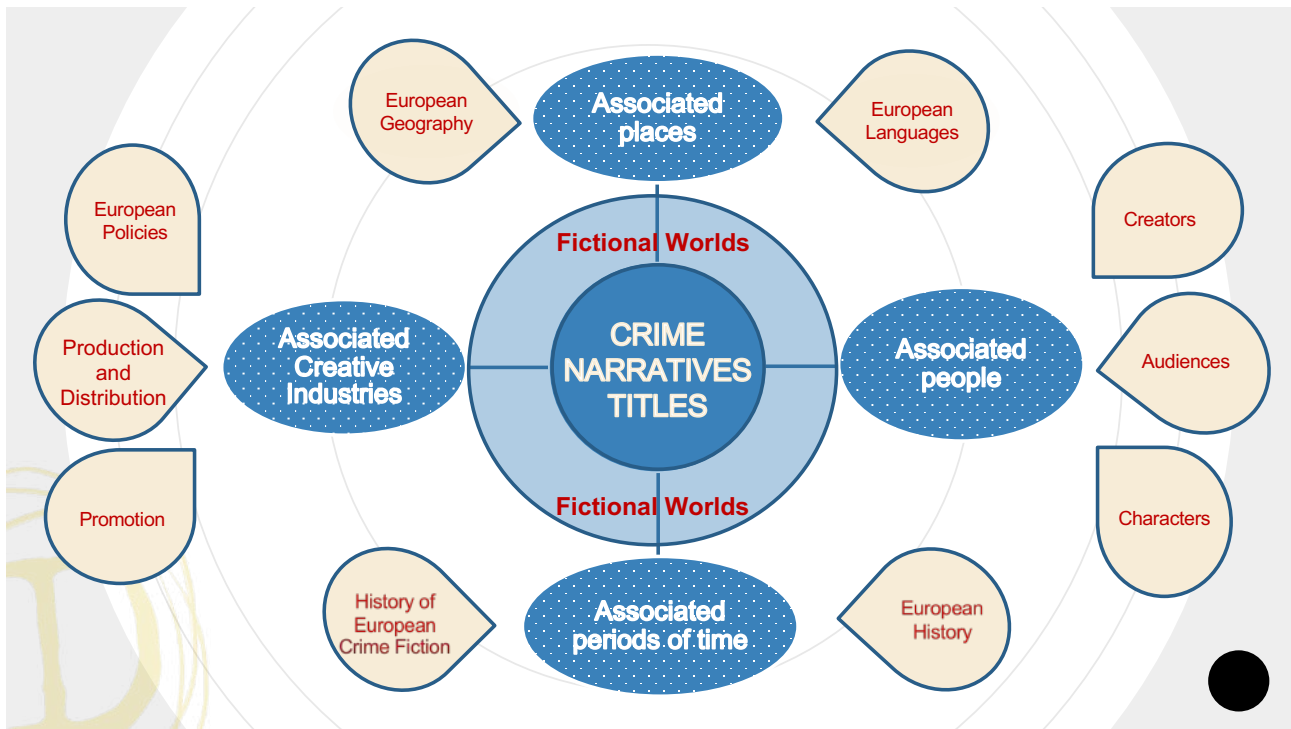 European
Geography
Associated
places
European
Languages
European
Policies
Creators
Fictional Worlds
Production
and
Distribution
Associated
Creative
Industries
CRIME
NARRATIVES
TITLES
Associated
people
Audiences
Promotion
Fictional Worlds
Characters
History of
European
Crime Fiction
Associated
periods of time
European
History